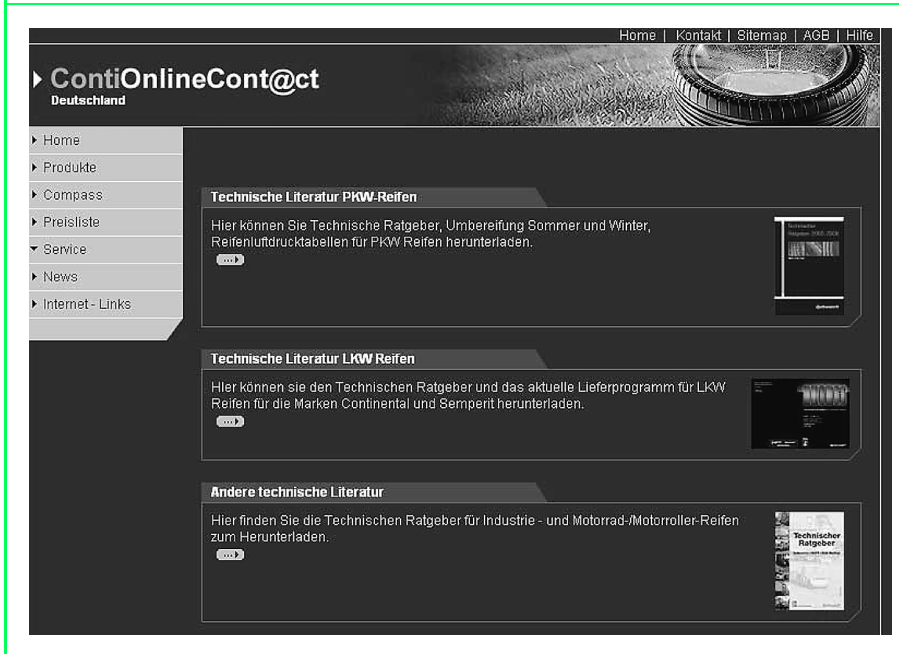 Home | Kontakt | Sitemap | AGB | Hilfe
ContiOnlineCont@ct
Deutschland
Home
Produkte
Compass
Preisliste
Service
News
Internet - Links
Technische Literatur PKW-Reifen
Hier können Sie Technische Ratgeber, Umbereifung Sommer und Winter,
Reifenluftdrucktabellen für PKW Reifen herunterladen.
Technische Literatur LKW Reifen
HIer können sie den Technischen Ratgeber und das aktuelle Lieferprogramm für LKW
Reifen für die Marken Continental und Semperit herunterladen.
Andere technische Literatur
Hier finden Sie die Technischen Ratgeber für Industrie - und Motorrad-/Motorroller-Reifen
zum Herunterladen.
Technischer
Ratgeber